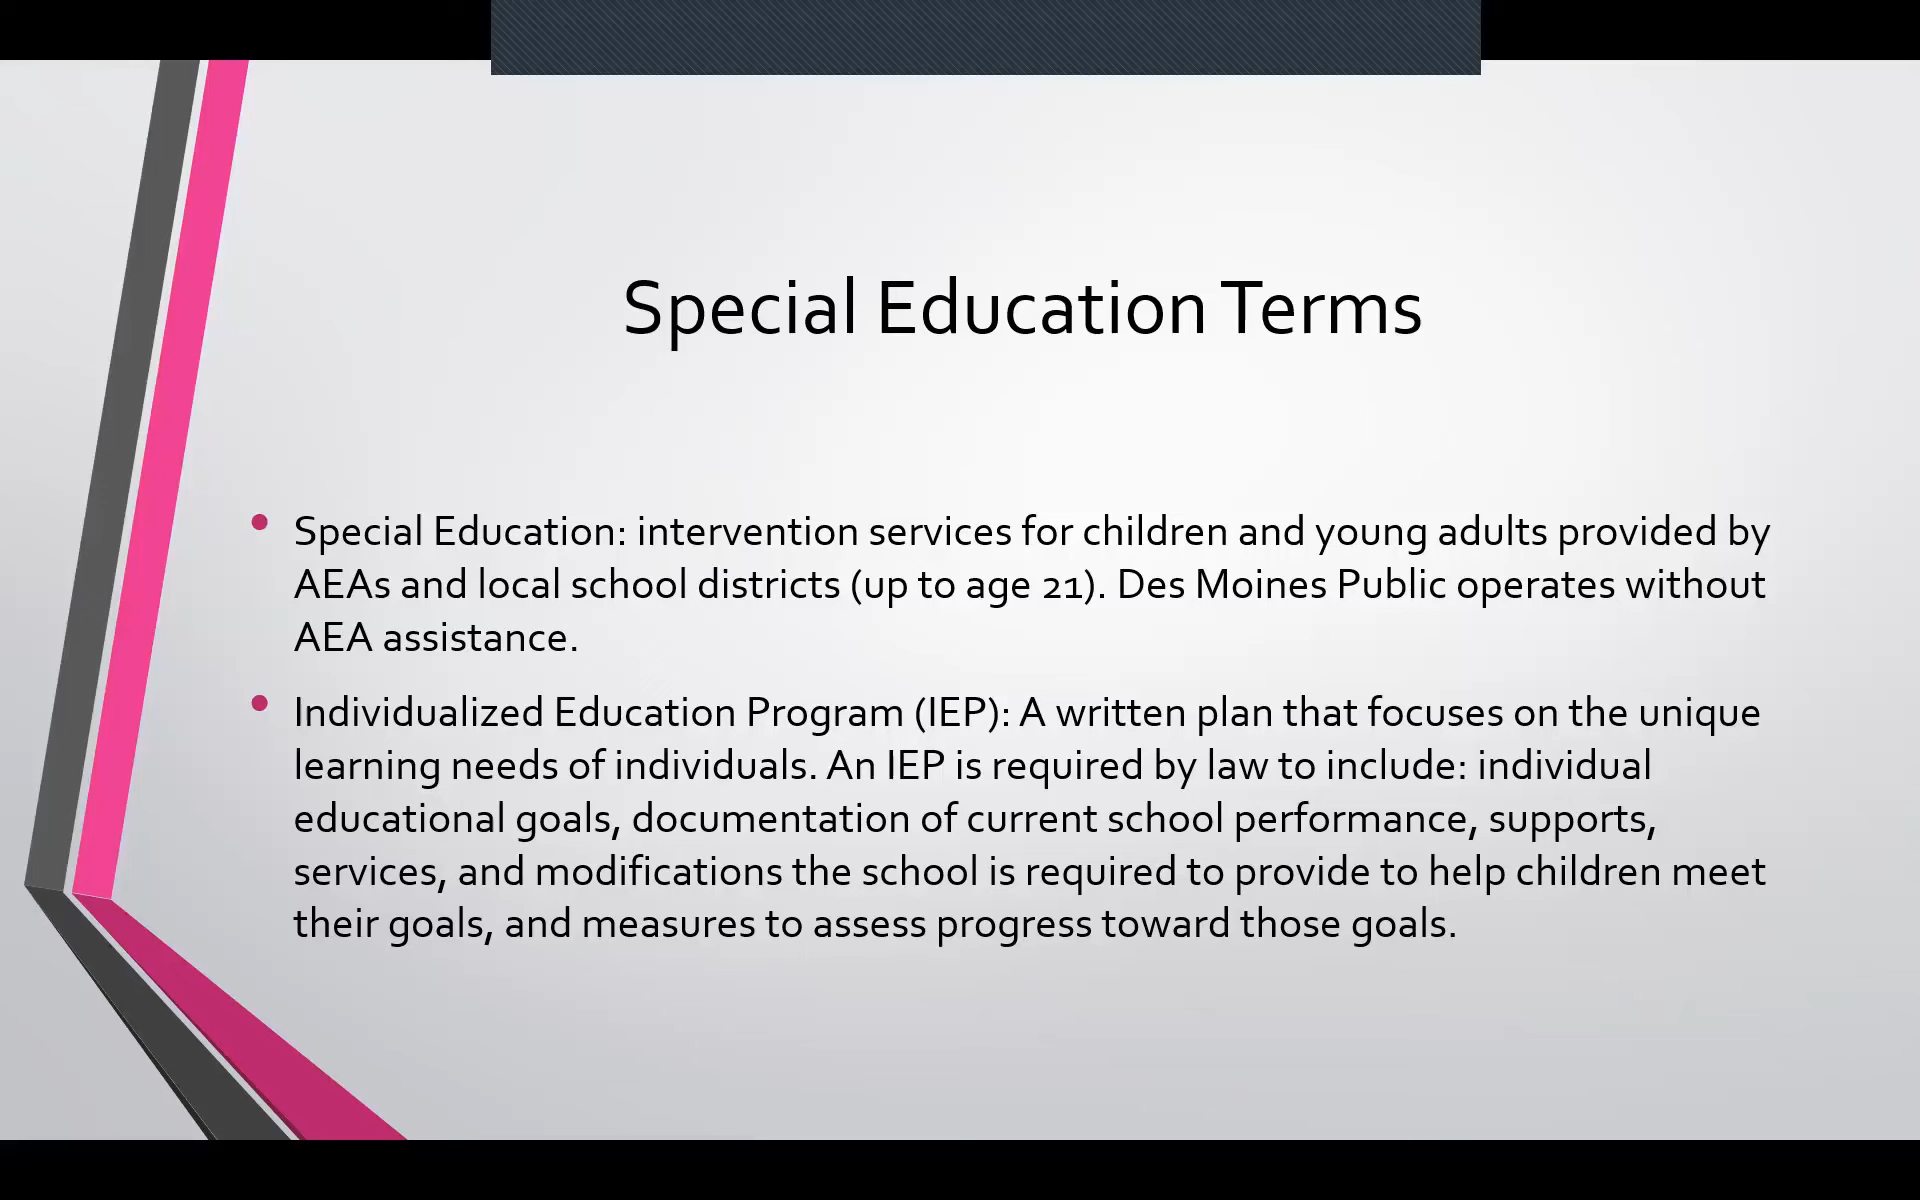 Special Education Terms
• Special Education: intervention services for children and young adults provided by
AEAs and local school districts (up to age 21). Des Moines Public operates without
AEA assistance.
• Individualized Education Program (IEP): A written plan that focuses on the unique
learning needs of individuals. An IEP is required by law to include: individual
educational goals, documentation of current school performance, supports,
services, and modifications the school is required to provide to help children meet
their goals, and measures to assess progress toward those goals.